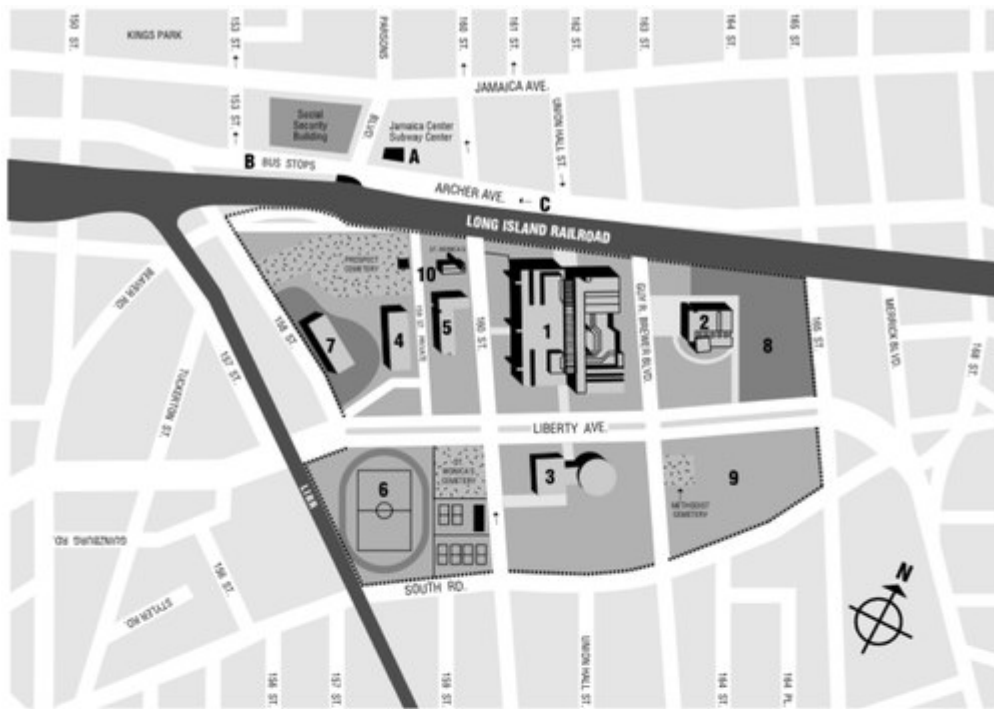 150 ST.
KINGS PARK
153 ST. ←
PARSONS
BLVD
160 ST. ←
161 ST. ←
162 ST.
163 ST.
164 ST.
165 ST.
JAMAICA AVE.
153 ST. ←
Social
Security
Building
Jamaica Center
Subway Center
A
UNION HALL ST. →
B BUS STOPS
ARCHER AVE. ← C
LONG ISLAND RAILROAD
BEAVER RD
158 ST.
PROSPECT
CEMETERY
ST. MONICA'S
10
159 ST. PRIVATE
7
4
5
160 ST.
1
GUY R. BREWER BLVD.
2
8
165 ST.
MERRICK BLVD.
168 ST.
157 ST.
TUCKERTON ST.
LIBERTY AVE.
LIRR
6
ST.
MONICA'S
CEMETERY
3
9
METHODIST
CEMETERY
GUINZBURG RD.
156 ST.
STYLER RD.
SOUTH RD.
N
156 ST.
157 ST.
159 ST.
UNION HALL ST.
164 ST.
164 PL.